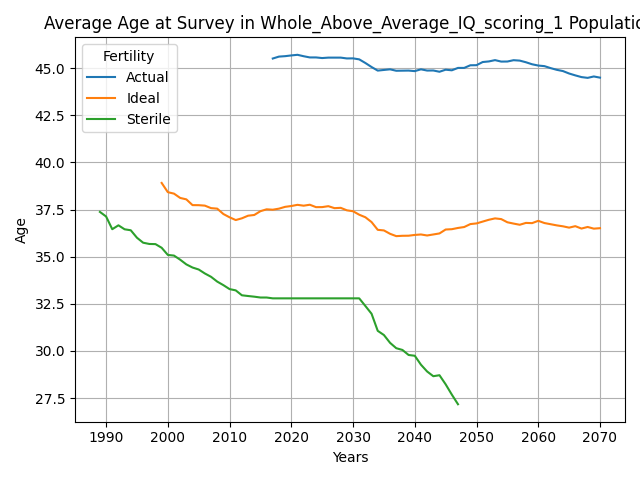 Average Age at Survey in Whole_Above_Average_IQ_scoring_1 Populatio
Fertility
Actual
Ideal
Sterile
Age
45.0
42.5
40.0
37.5
35.0
32.5
30.0
27.5
1990 2000 2010 2020 2030 2040 2050 2060 2070
Years